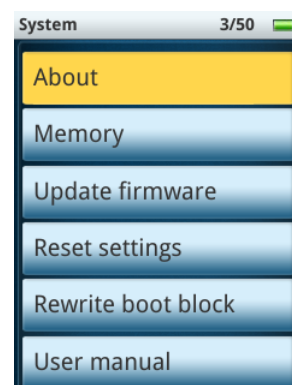 System 3/50
About
Memory
Update firmware
Reset settings
Rewrite boot block
User manual